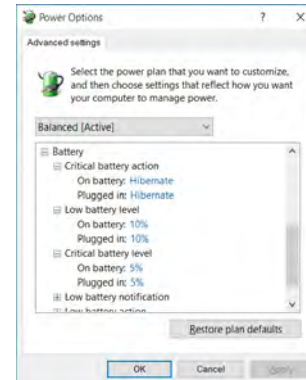 Power Options
?
X
Advanced settings
Select the power plan that you want to customize,
and then choose settings that reflect how you want
your computer to manage power.
Balanced [Active]
Battery
Critical battery action
On battery: Hibernate
Plugged in: Hibernate
Low battery level
On battery: 10%
Plugged in: 10%
Critical battery level
On battery: 5%
Plugged in: 5%
Low battery notification
Low battery action
Restore plan defaults
OK
Cancel
Apply